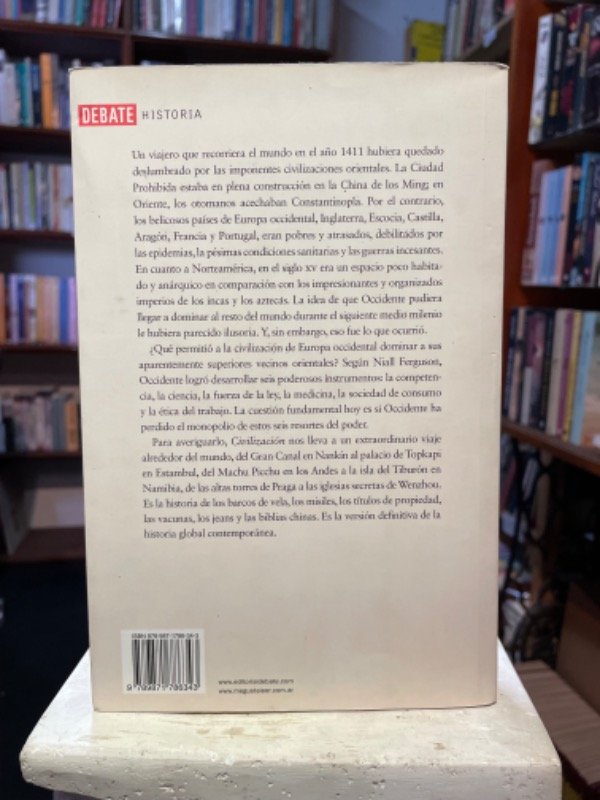 DEBATE HISTORIA
Un viajero que recorriera el mundo en el año 1411 hubiera quedado
deslumbrado por las imponentes civilizaciones orientales. La Ciudad
Prohibida estaba en plena construcción en la China de los Ming; en
Oriente, los otomanos acechaban Constantinopla. Por el contrario,
los belicosos países de Europa occidental, Inglaterra, Escocia, Castilla,
Aragón, Francia y Portugal, eran pobres y atrasados, debilitados por
las epidemias, la pésimas condiciones sanitarias y las guerras incesantes.
En cuanto a Norteamérica, en el siglo XV era un espacio poco habita-
do y anárquico en comparación con los impresionantes y organizados
imperios de los incas y los aztecas. La idea de que Occidente pudiera
llegar a dominar al resto del mundo durante el siguiente medio milenio
le hubiera parecido ilusoria. Y, sin embargo, eso fue lo que ocurrió.
¿Qué permitió a la civilización de Europa occidental dominar a sus
aparentemente superiores vecinos orientales? Según Niall Ferguson,
Occidente logró desarrollar seis poderosos instrumentos: la competen-
cia, la ciencia, la fuerza de la ley, la medicina, la sociedad de consumo
y la ética del trabajo. La cuestión fundamental hoy es si Occidente ha
perdido el monopolio de estos seis resortes del poder.
Para averiguarlo, Civilización nos lleva a un extraordinario viaje
alrededor del mundo, del Gran Canal en Nankín al palacio de Topkapi
en Estambul, del Machu Picchu en los Andes a la isla del Tiburón en
Namibia, de las altas torres de Praga a las iglesias secretas de Wenzhou.
Es la historia de los barcos de vela, los misiles, los títulos de propiedad,
las vacunas, los jeans y las biblias chinas. Es la versión definitiva de la
historia global contemporánea.
9 789871 786343
www.editorialdebate.com
www.megustaleer.com.ar